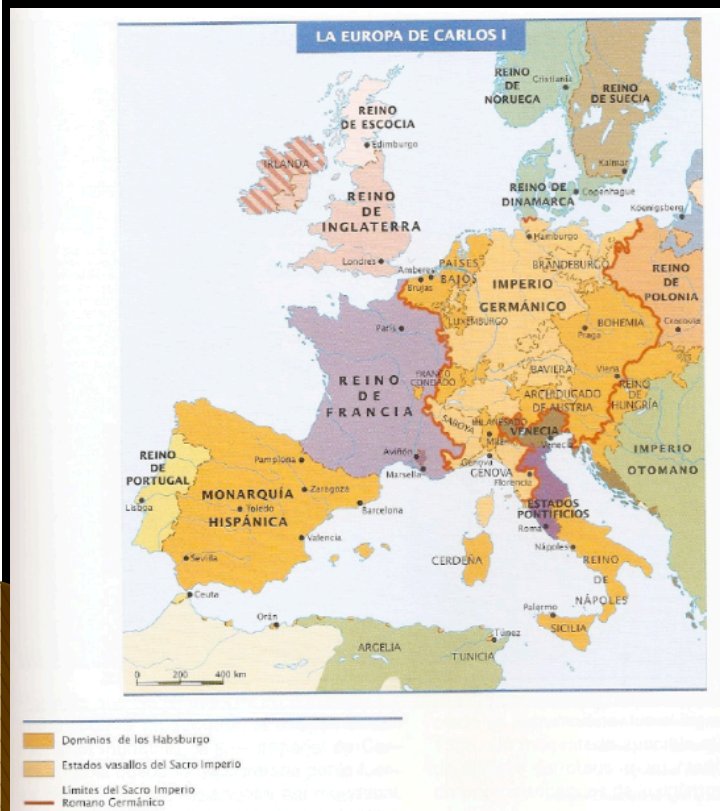 LA EUROPA DE CARLOS I
REINO
DE
NORUEGA
Cristianía
REINO
DE SUECIA
REINO
DE ESCOCIA
Edimburgo
IRLANDA
Kalmar
REINO DE
DINAMARCA
Copenhague
Koenigsberg
REINO
DE
INGLATERRA
Londres
Hamburgo
BRANDEBURGO
PAÍSES
BAJOS
Amberes
Brujas
IMPERIO
GERMÁNICO
REINO
DE
POLONIA
LUXEMBURGO
BOHEMIA
Praga
Cracovia
París
REINO
DE
FRANCIA
FRANCO
CONDADO
BAVIERA
Viena
ARCHIDUCADO
DE AUSTRIA
REINO
DE
HUNGRÍA
SABOYA
MILANESADO
Milán
VENECIA
Venecia
IMPERIO
OTOMANO
Aviñón
Marsella
Génova
GÉNOVA
Florencia
ESTADOS
PONTIFICIOS
Roma
REINO
DE
PORTUGAL
Lisboa
Pamplona
MONARQUÍA
HISPÁNICA
Zaragoza
Toledo
Barcelona
Valencia
Sevilla
Ceuta
CERDEÑA
Nápoles
REINO
DE
NÁPOLES
Palermo
SICILIA
Orán
ARGELIA
Túnez
TUNICIA
0 200 400 km
Dominios de los Habsburgo
Estados vasallos del Sacro Imperio
Límites del Sacro Imperio
Romano Germánico